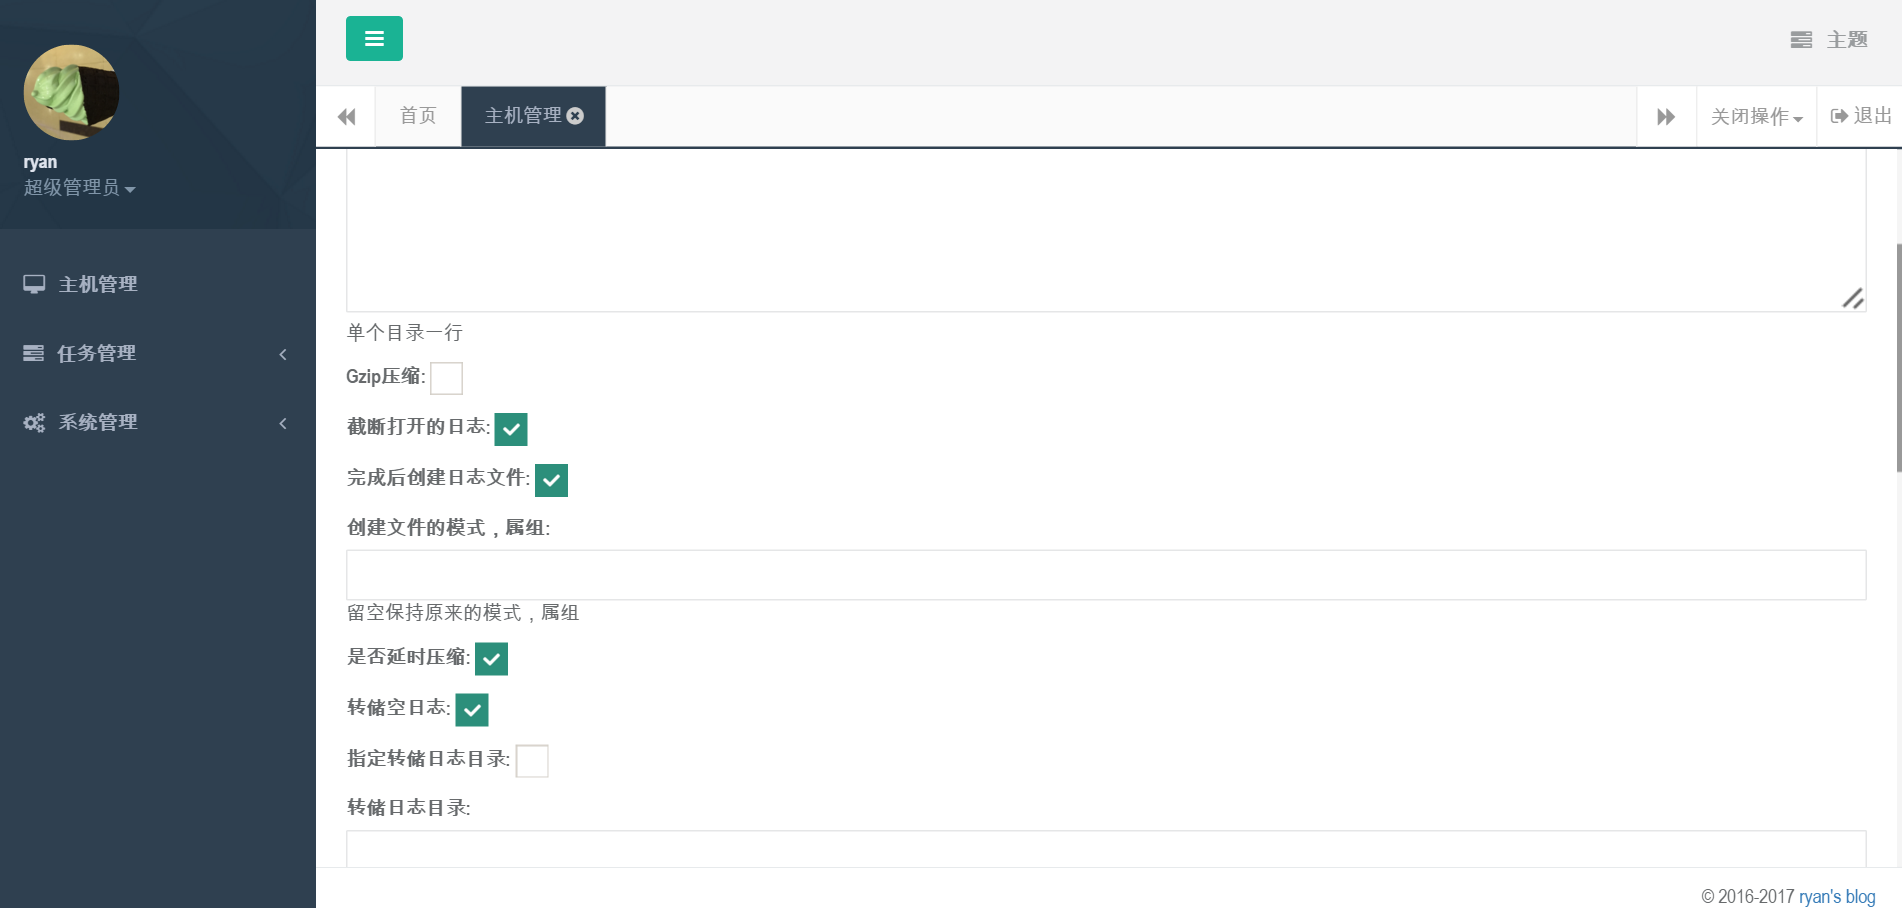 ryan
超级管理员
主机管理
任务管理
系统管理
主题
首页
主机管理
关闭操作
退出
单个目录一行
Gzip压缩:
截断打开的日志:
完成后创建日志文件:
创建文件的模式，属组:
留空保持原来的模式，属组
是否延时压缩:
转储空日志:
指定转储日志目录:
转储日志目录:
© 2016-2017 ryan's blog